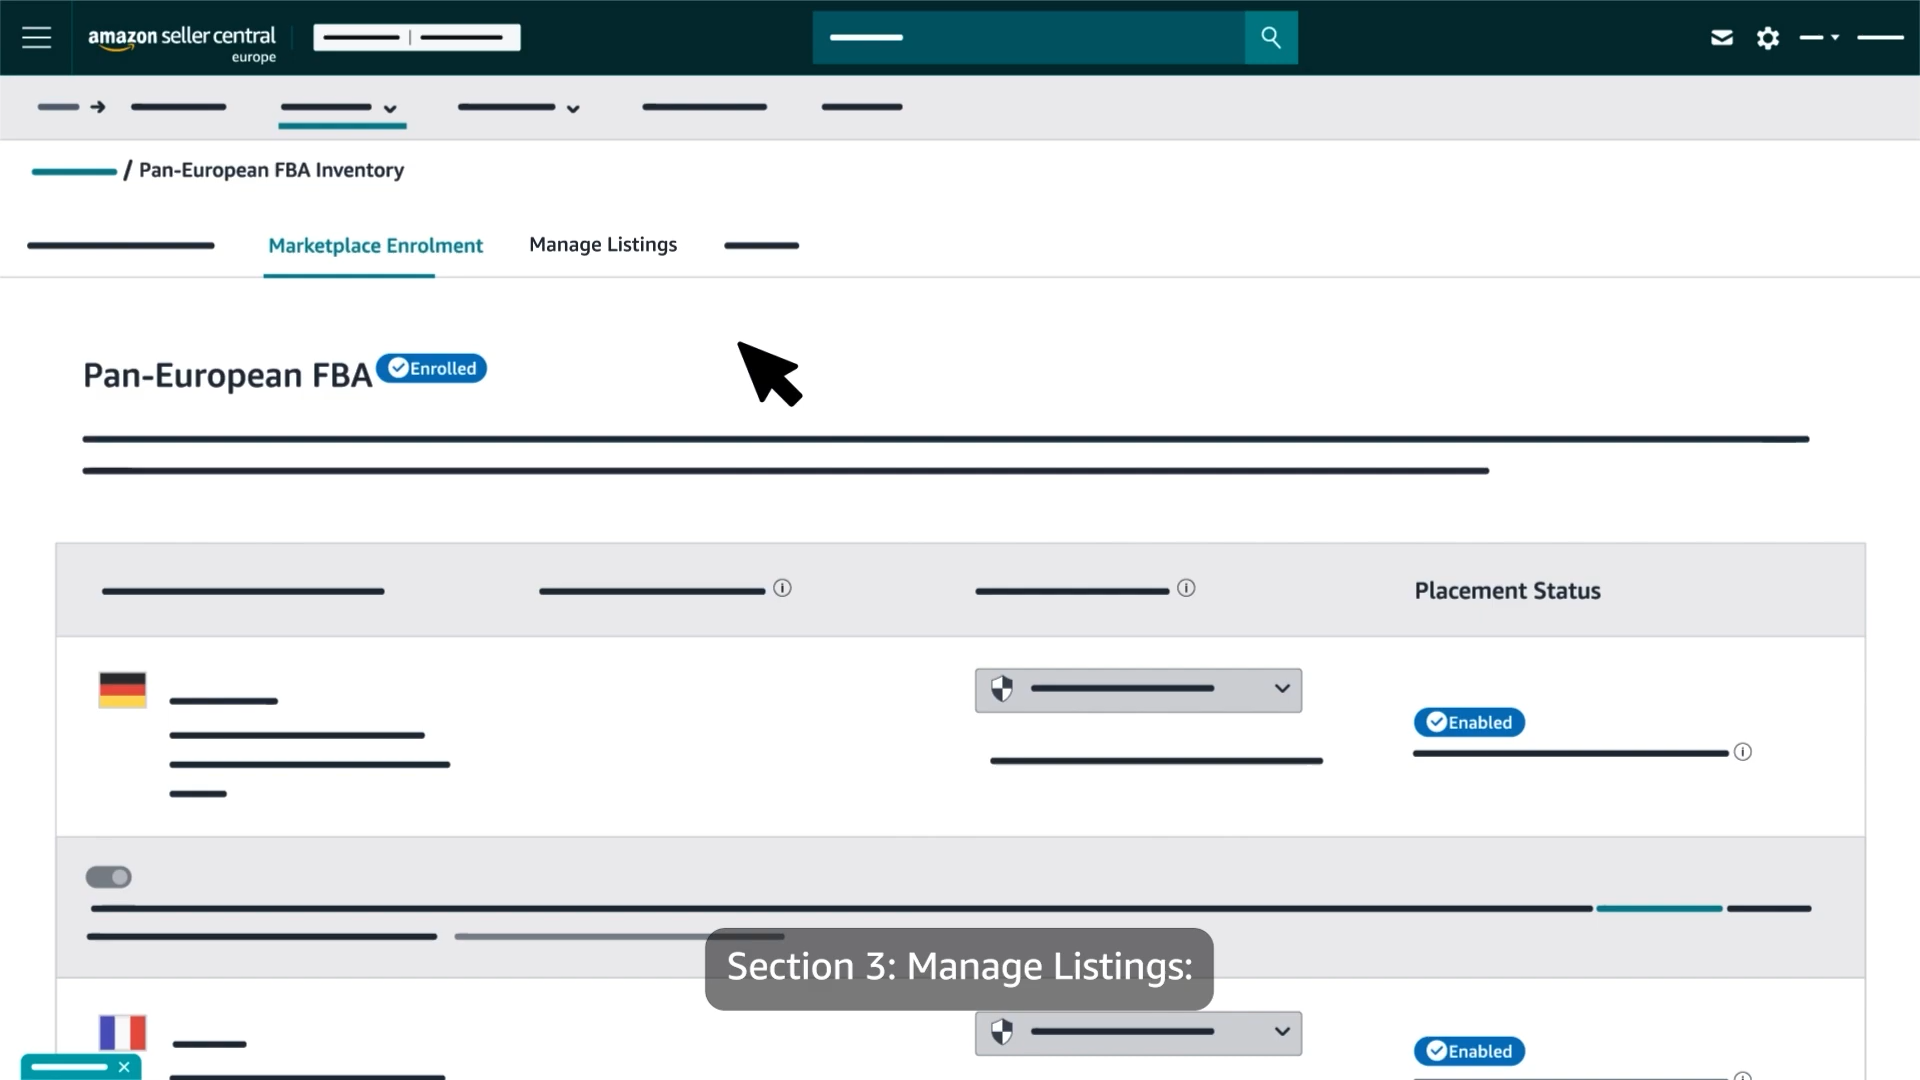 amazon seller central
europe
/ Pan-European FBA Inventory
Marketplace Enrolment
Manage Listings
Pan-European FBA
Enrolled
Placement Status
Enabled
Section 3: Manage Listings:
Enabled